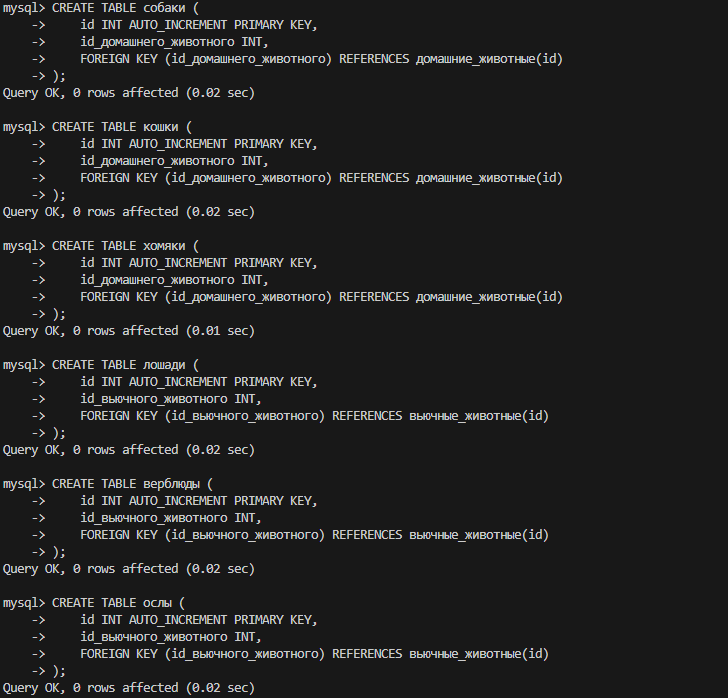 mysql> CREATE TABLE собаки (
    ->     id INT AUTO_INCREMENT PRIMARY KEY,
    ->     id_домашнего_животного INT,
    ->     FOREIGN KEY (id_домашнего_животного) REFERENCES домашние_животные(id)
    -> );
Query OK, 0 rows affected (0.02 sec)

mysql> CREATE TABLE кошки (
    ->     id INT AUTO_INCREMENT PRIMARY KEY,
    ->     id_домашнего_животного INT,
    ->     FOREIGN KEY (id_домашнего_животного) REFERENCES домашние_животные(id)
    -> );
Query OK, 0 rows affected (0.02 sec)

mysql> CREATE TABLE хомяки (
    ->     id INT AUTO_INCREMENT PRIMARY KEY,
    ->     id_домашнего_животного INT,
    ->     FOREIGN KEY (id_домашнего_животного) REFERENCES домашние_животные(id)
    -> );
Query OK, 0 rows affected (0.01 sec)

mysql> CREATE TABLE лошади (
    ->     id INT AUTO_INCREMENT PRIMARY KEY,
    ->     id_вьючного_животного INT,
    ->     FOREIGN KEY (id_вьючного_животного) REFERENCES вьючные_животные(id)
    -> );
Query OK, 0 rows affected (0.02 sec)

mysql> CREATE TABLE верблюды (
    ->     id INT AUTO_INCREMENT PRIMARY KEY,
    ->     id_вьючного_животного INT,
    ->     FOREIGN KEY (id_вьючного_животного) REFERENCES вьючные_животные(id)
    -> );
Query OK, 0 rows affected (0.02 sec)

mysql> CREATE TABLE ослы (
    ->     id INT AUTO_INCREMENT PRIMARY KEY,
    ->     id_вьючного_животного INT,
    ->     FOREIGN KEY (id_вьючного_животного) REFERENCES вьючные_животные(id)
    -> );
Query OK, 0 rows affected (0.02 sec)